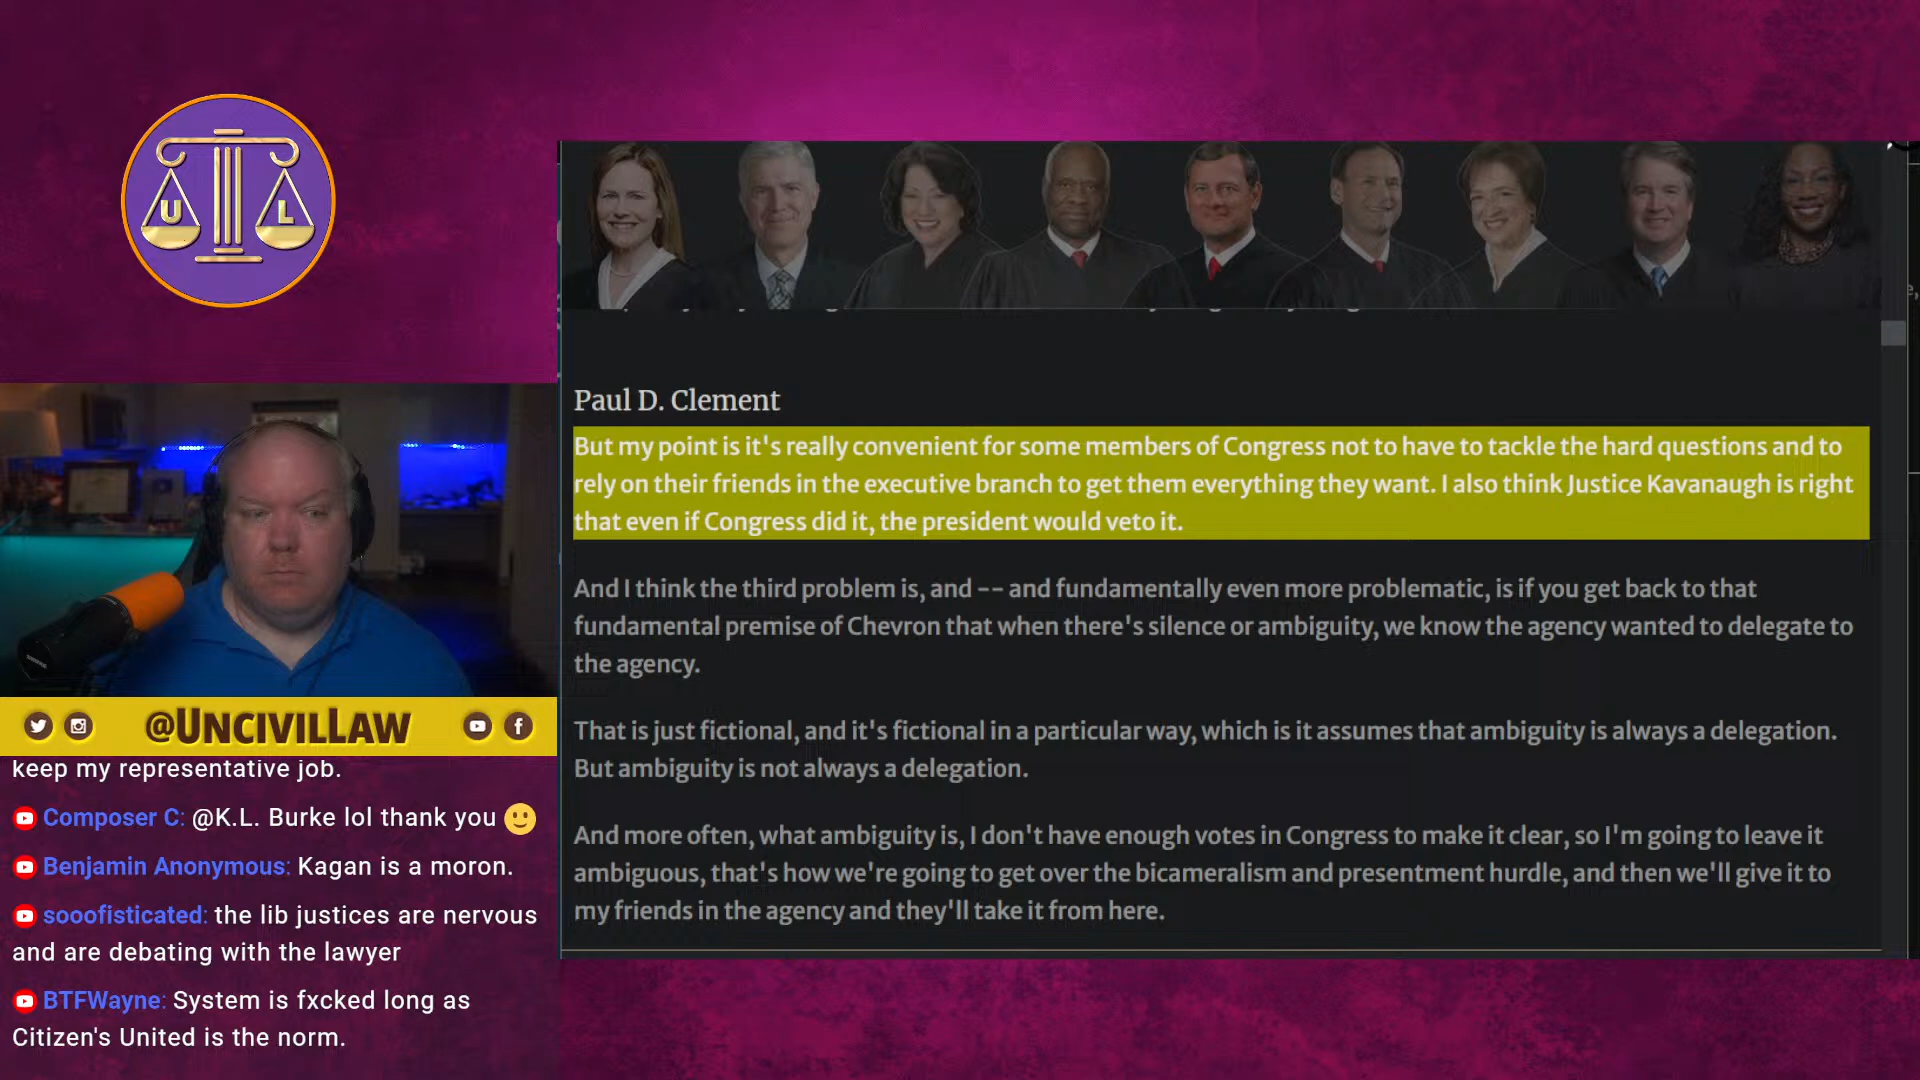 U L
Paul D. Clement
But my point is it's really convenient for some members of Congress not to have to tackle the hard questions and to
rely on their friends in the executive branch to get them everything they want. I also think Justice Kavanaugh is right
that even if Congress did it, the president would veto it.
And I think the third problem is, and -- and fundamentally even more problematic, is if you get back to that
fundamental premise of Chevron that when there's silence or ambiguity, we know the agency wanted to delegate to
the agency.
That is just fictional, and it's fictional in a particular way, which is it assumes that ambiguity is always a delegation.
But ambiguity is not always a delegation.
And more often, what ambiguity is, I don't have enough votes in Congress to make it clear, so I'm going to leave it
ambiguous, that's how we're going to get over the bicameralism and presentment hurdle, and then we'll give it to
my friends in the agency and they'll take it from here.
@UNCIVILLAW
keep my representative job.
Composer C: @K.L. Burke lol thank you 🙂
Benjamin Anonymous: Kagan is a moron.
sooofisticated: the lib justices are nervous
and are debating with the lawyer
BTFWayne: System is fxcked long as
Citizen's United is the norm.